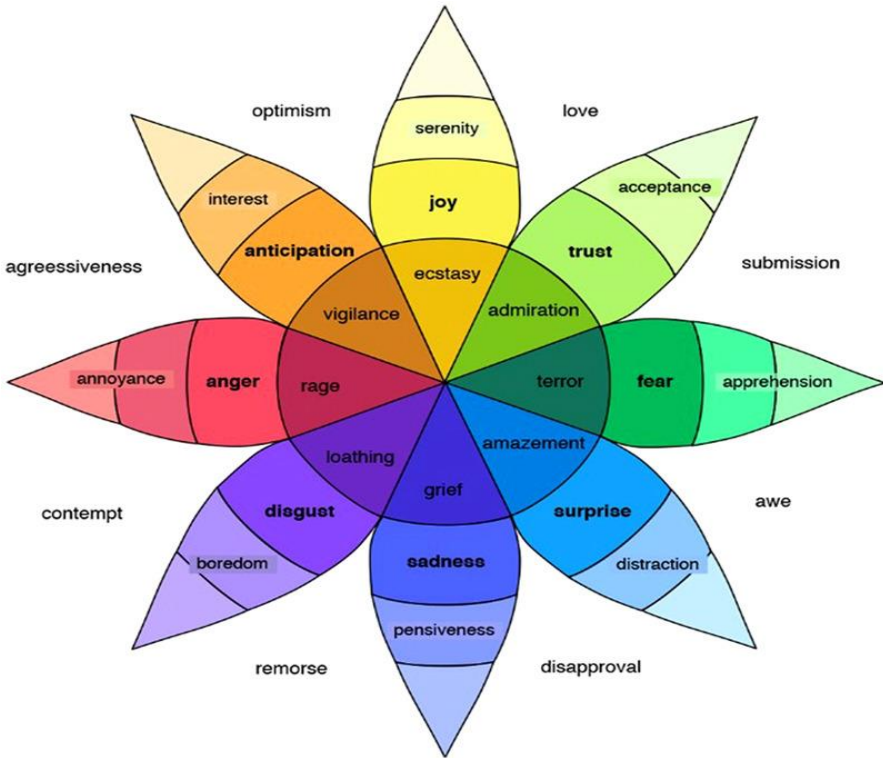 optimism
love
serenity
interest
acceptance
joy
anticipation
trust
agreessiveness
submission
ecstasy
vigilance
admiration
annoyance
anger
rage
terror
fear
apprehension
loathing
amazement
grief
contempt
awe
disgust
surprise
boredom
sadness
distraction
pensiveness
remorse
disapproval